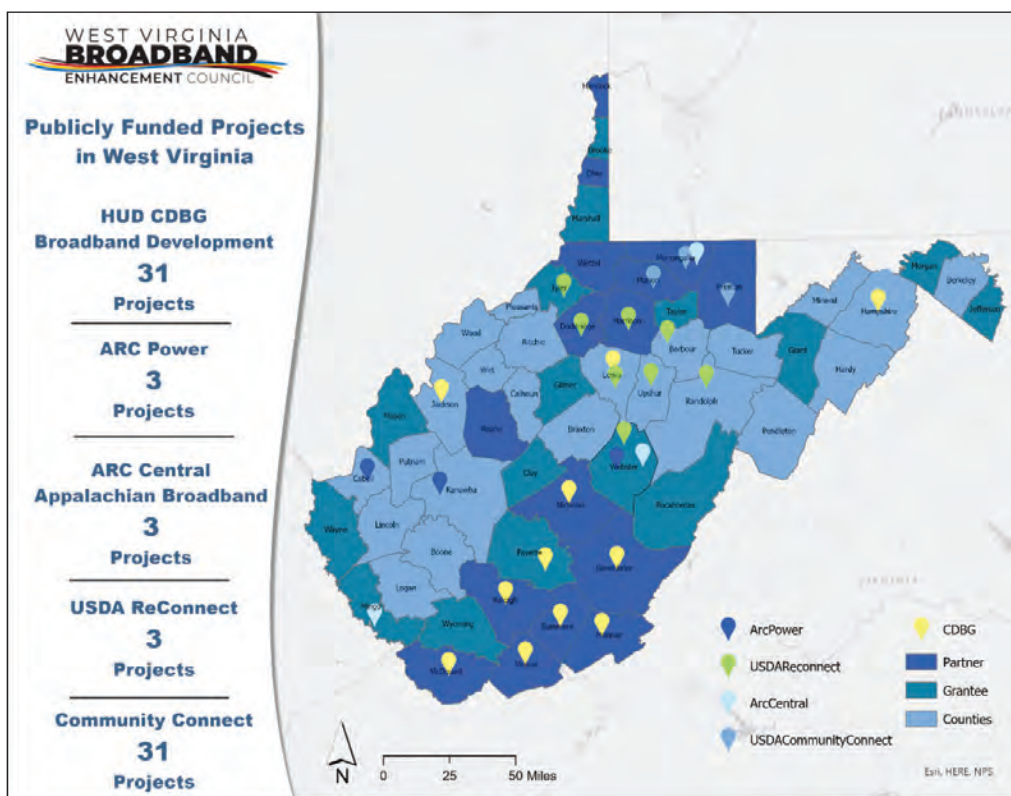 WEST VIRGINIA
BROADBAND
ENHANCEMENT COUNCIL
Publicly Funded Projects
in West Virginia
HUD CDBG
Broadband Development
31
Projects
ARC Power
3
Projects
ARC Central
Appalachian Broadband
3
Projects
USDA ReConnect
3
Projects
Community Connect
31
Projects
Hancock
Brooke
Ohio
Marshall
Wetzel
Monongalia
Marion
Preston
Morgan
Berkeley
Jefferson
Mineral
Hampshire
Tyler
Pleasants
Doddridge
Harrison
Taylor
Wood
Ritchie
Barbour
Tucker
Grant
Hardy
Wirt
Lewis
Gilmer
Upshur
Randolph
Jackson
Calhoun
Mason
Roane
Braxton
Pendleton
Putnam
Cabell
Kanawha
Clay
Webster
Nicholas
Pocahontas
Wayne
Lincoln
Boone
Fayette
Greenbrier
Logan
Mingo
Raleigh
Wyoming
Summers
Monroe
McDowell
Mercer
VIRGINIA
ArcPower
USDAReconnect
ArcCentral
USDACommunityConnect
CDBG
Partner
Grantee
Counties
N
0 25 50 Miles
Esri, HERE, NPS